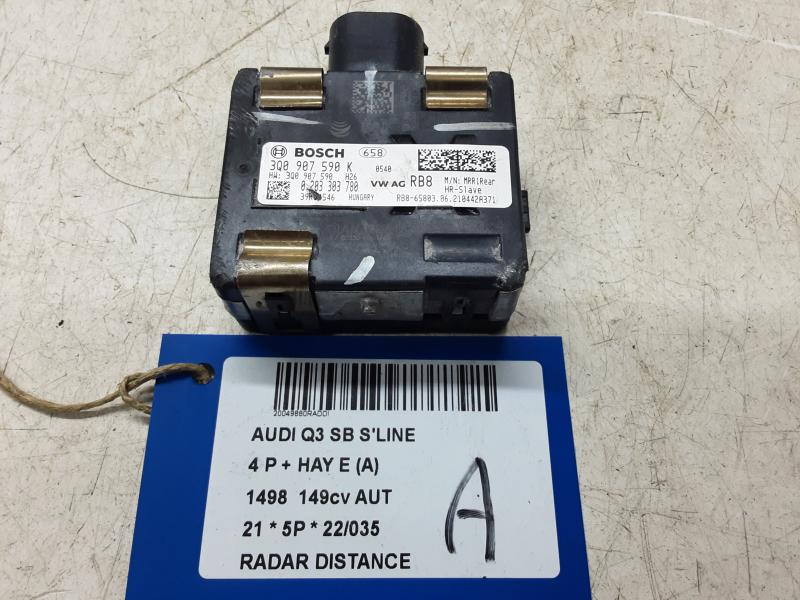 BOSCH 658
3Q0 907 590 K 0540
HW: 3Q0 907 590 H26
0 203 303 780 VW AG RB8 M/N: MRR1Rear
HR-Slave
HUNGARY RB8-65803.06.210442A371
20049880RADDI
AUDI Q3 SB S'LINE
4 P + HAY E (A)
1498 149cv AUT
21 * 5P * 22/035
RADAR DISTANCE
A